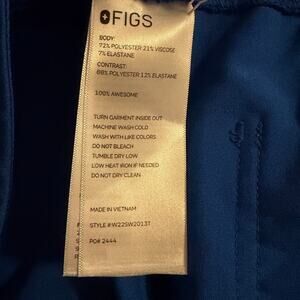 FIGS
BODY:
72% POLYESTER 21% VISCOSE
7% ELASTANE
CONTRAST:
88% POLYESTER 12% ELASTANE
100% AWESOME
TURN GARMENT INSIDE OUT
MACHINE WASH COLD
WASH WITH LIKE COLORS
DO NOT BLEACH
TUMBLE DRY LOW
LOW HEAT IRON IF NEEDED
DO NOT DRY CLEAN
MADE IN VIETNAM
STYLE #W22SW2013T
PO# 2444